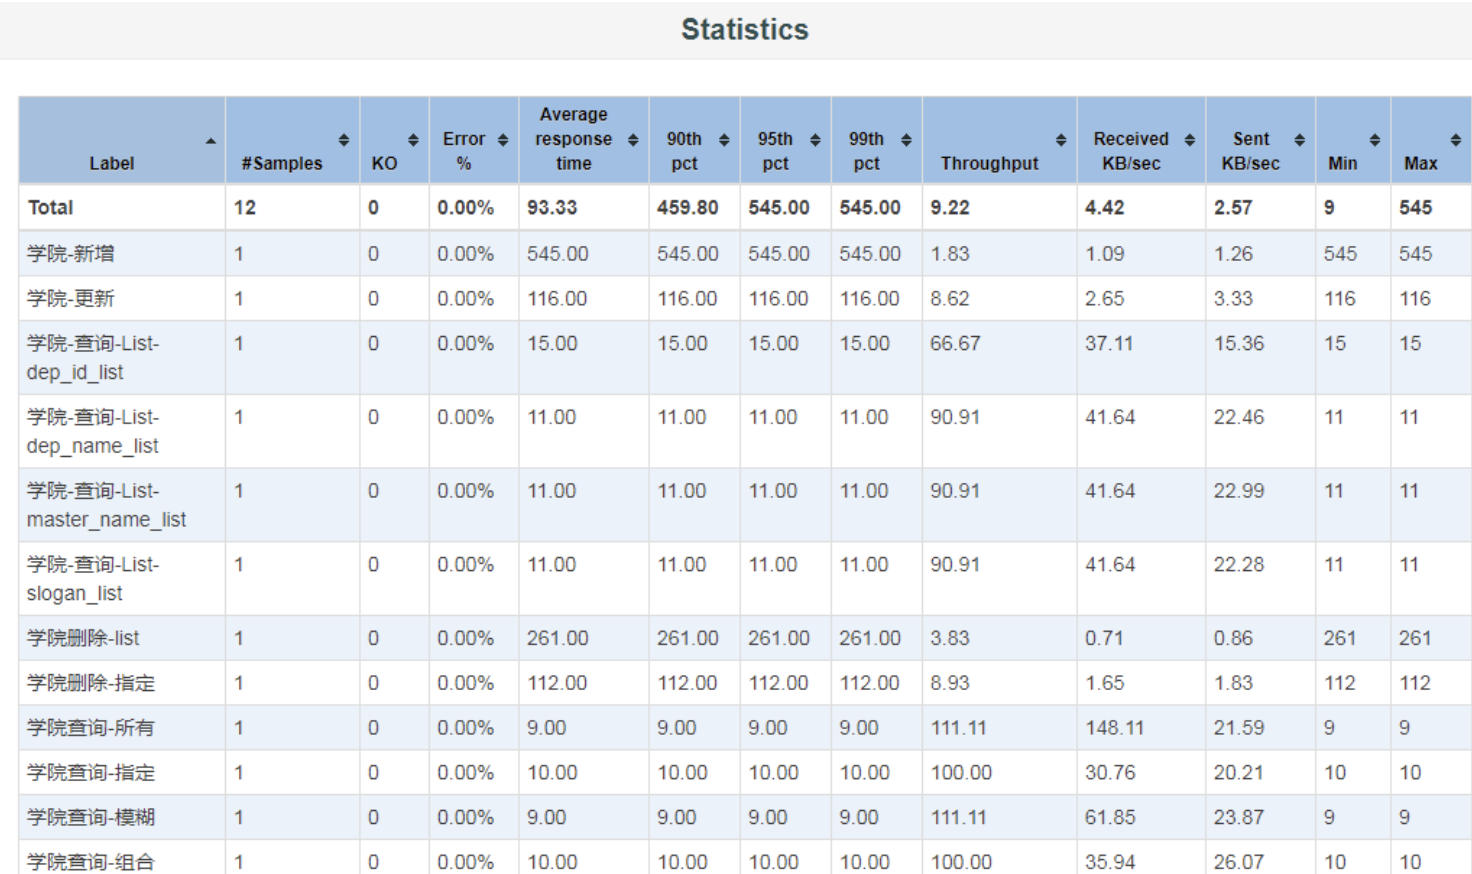 Statistics
Label #Samples KO Error % Average response time 90th pct 95th pct 99th pct Throughput Received KB/sec Sent KB/sec Min Max
Total 12 0 0.00% 93.33 459.80 545.00 545.00 9.22 4.42 2.57 9 545
学院-新增 1 0 0.00% 545.00 545.00 545.00 545.00 1.83 1.09 1.26 545 545
学院-更新 1 0 0.00% 116.00 116.00 116.00 116.00 8.62 2.65 3.33 116 116
学院-查询-List-dep_id_list 1 0 0.00% 15.00 15.00 15.00 15.00 66.67 37.11 15.36 15 15
学院-查询-List-dep_name_list 1 0 0.00% 11.00 11.00 11.00 11.00 90.91 41.64 22.46 11 11
学院-查询-List-master_name_list 1 0 0.00% 11.00 11.00 11.00 11.00 90.91 41.64 22.99 11 11
学院-查询-List-slogan_list 1 0 0.00% 11.00 11.00 11.00 11.00 90.91 41.64 22.28 11 11
学院删除-list 1 0 0.00% 261.00 261.00 261.00 261.00 3.83 0.71 0.86 261 261
学院删除-指定 1 0 0.00% 112.00 112.00 112.00 112.00 8.93 1.65 1.83 112 112
学院查询-所有 1 0 0.00% 9.00 9.00 9.00 9.00 111.11 148.11 21.59 9 9
学院查询-指定 1 0 0.00% 10.00 10.00 10.00 10.00 100.00 30.76 20.21 10 10
学院查询-模糊 1 0 0.00% 9.00 9.00 9.00 9.00 111.11 61.85 23.87 9 9
学院查询-组合 1 0 0.00% 10.00 10.00 10.00 10.00 100.00 35.94 26.07 10 10